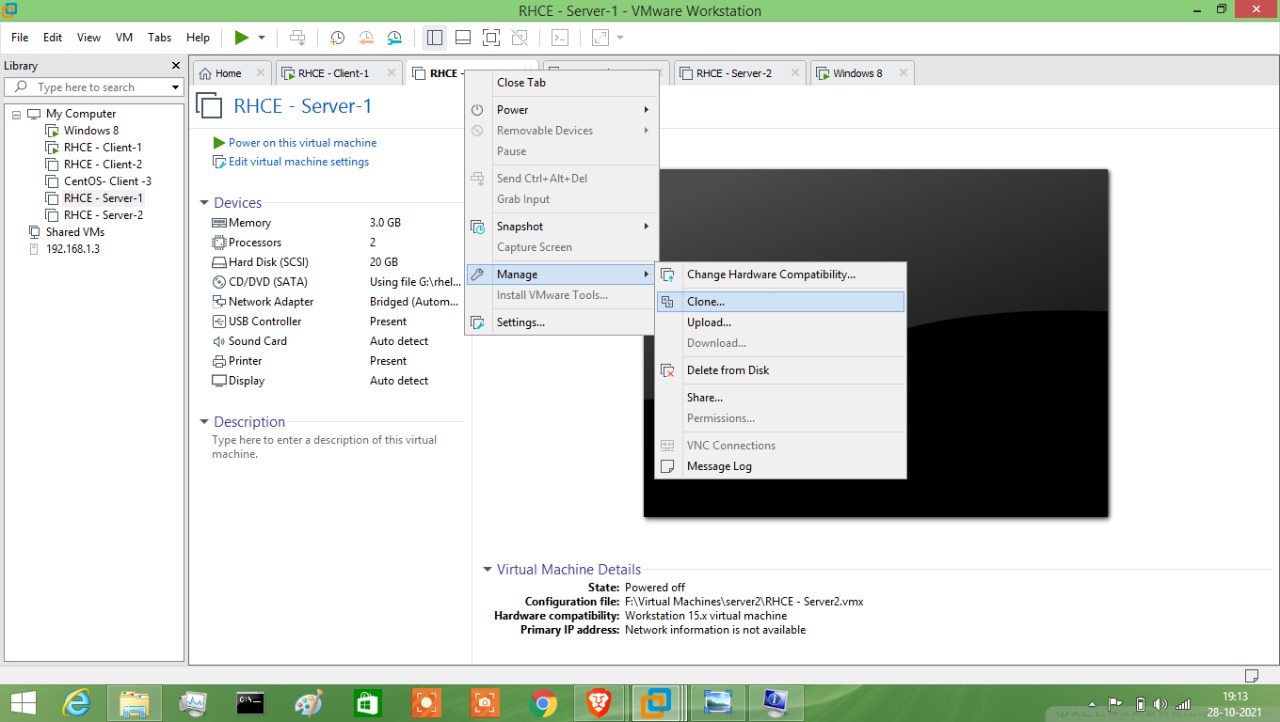 RHCE - Server-1 - VMware Workstation
File Edit View VM Tabs Help
Library
Type here to search
My Computer
Windows 8
RHCE - Client-1
RHCE - Client-2
CentOS- Client -3
RHCE - Server-1
RHCE - Server-2
Shared VMs
192.168.1.3
Home
RHCE - Client-1
RHCE -
RHCE - Server-2
Windows 8
RHCE - Server-1
Power on this virtual machine
Edit virtual machine settings
Devices
Memory 3.0 GB
Processors 2
Hard Disk (SCSI) 20 GB
CD/DVD (SATA) Using file G:\rhel...
Network Adapter Bridged (Autom...
USB Controller Present
Sound Card Auto detect
Printer Present
Display Auto detect
Description
Type here to enter a description of this virtual
machine.
Close Tab
Power
Removable Devices
Pause
Send Ctrl+Alt+Del
Grab Input
Snapshot
Capture Screen
Manage
Install VMware Tools...
Settings...
Change Hardware Compatibility...
Clone...
Upload...
Download...
Delete from Disk
Share...
Permissions...
VNC Connections
Message Log
Virtual Machine Details
State: Powered off
Configuration file: F:\Virtual Machines\server2\RHCE - Server2.vmx
Hardware compatibility: Workstation 15.x virtual machine
Primary IP address: Network information is not available
19:13
28-10-2021